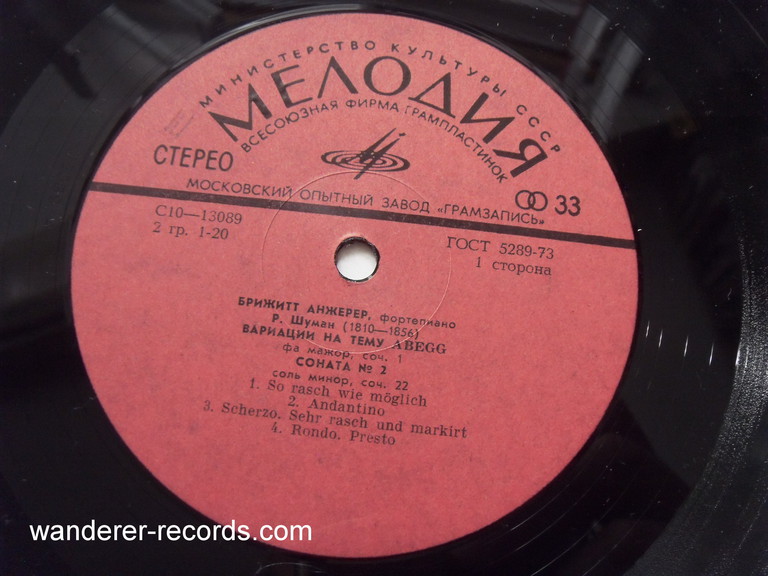 МИНИСТЕРСТВО КУЛЬТУРЫ СССР
МЕЛОДИЯ
ВСЕСОЮЗНАЯ ФИРМА ГРАМПЛАСТИНОК
СТЕРЕО
33
МОСКОВСКИЙ ОПЫТНЫЙ ЗАВОД «ГРАМЗАПИСЬ»
С10—13089
2 гр. 1-20
ГОСТ 5289-73
1 сторона
БРИЖИТТ АНЖЕРЕР, фортепиано
Р. Шуман (1810—1856)
ВАРИАЦИИ НА ТЕМУ ABEGG
фа мажор, соч. 1
СОНАТА № 2
соль минор, соч. 22
1. So rasch wie möglich
2. Andantino
3. Scherzo. Sehr rasch und markirt
4. Rondo. Presto
wanderer-records.com